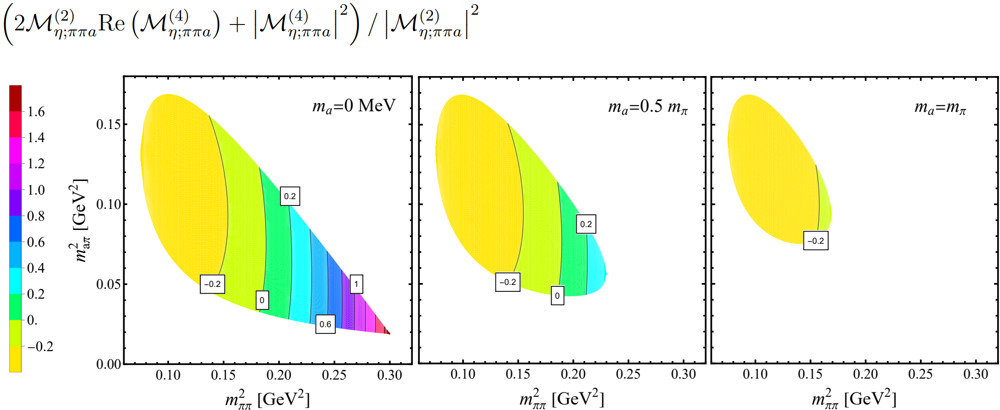 (2ℳ^{(2)}_{η;ππa} Re (ℳ^{(4)}_{η;ππa}) + |ℳ^{(4)}_{η;ππa}|^2) / |ℳ^{(2)}_{η;ππa}|^2
1.6
1.4
1.2
1.0
0.8
0.6
0.4
0.2
0.
−0.2
m^2_{aπ} [GeV^2]
0.15
0.10
0.05
0.00
m_a=0 MeV
0.2
1
−0.2
0
0.6
0.10 0.15 0.20 0.25 0.30
m^2_{ππ} [GeV^2]
m_a=0.5 m_π
0.2
−0.2
0
0.10 0.15 0.20 0.25 0.30
m^2_{ππ} [GeV^2]
m_a=m_π
−0.2
0.10 0.15 0.20 0.25 0.30
m^2_{ππ} [GeV^2]